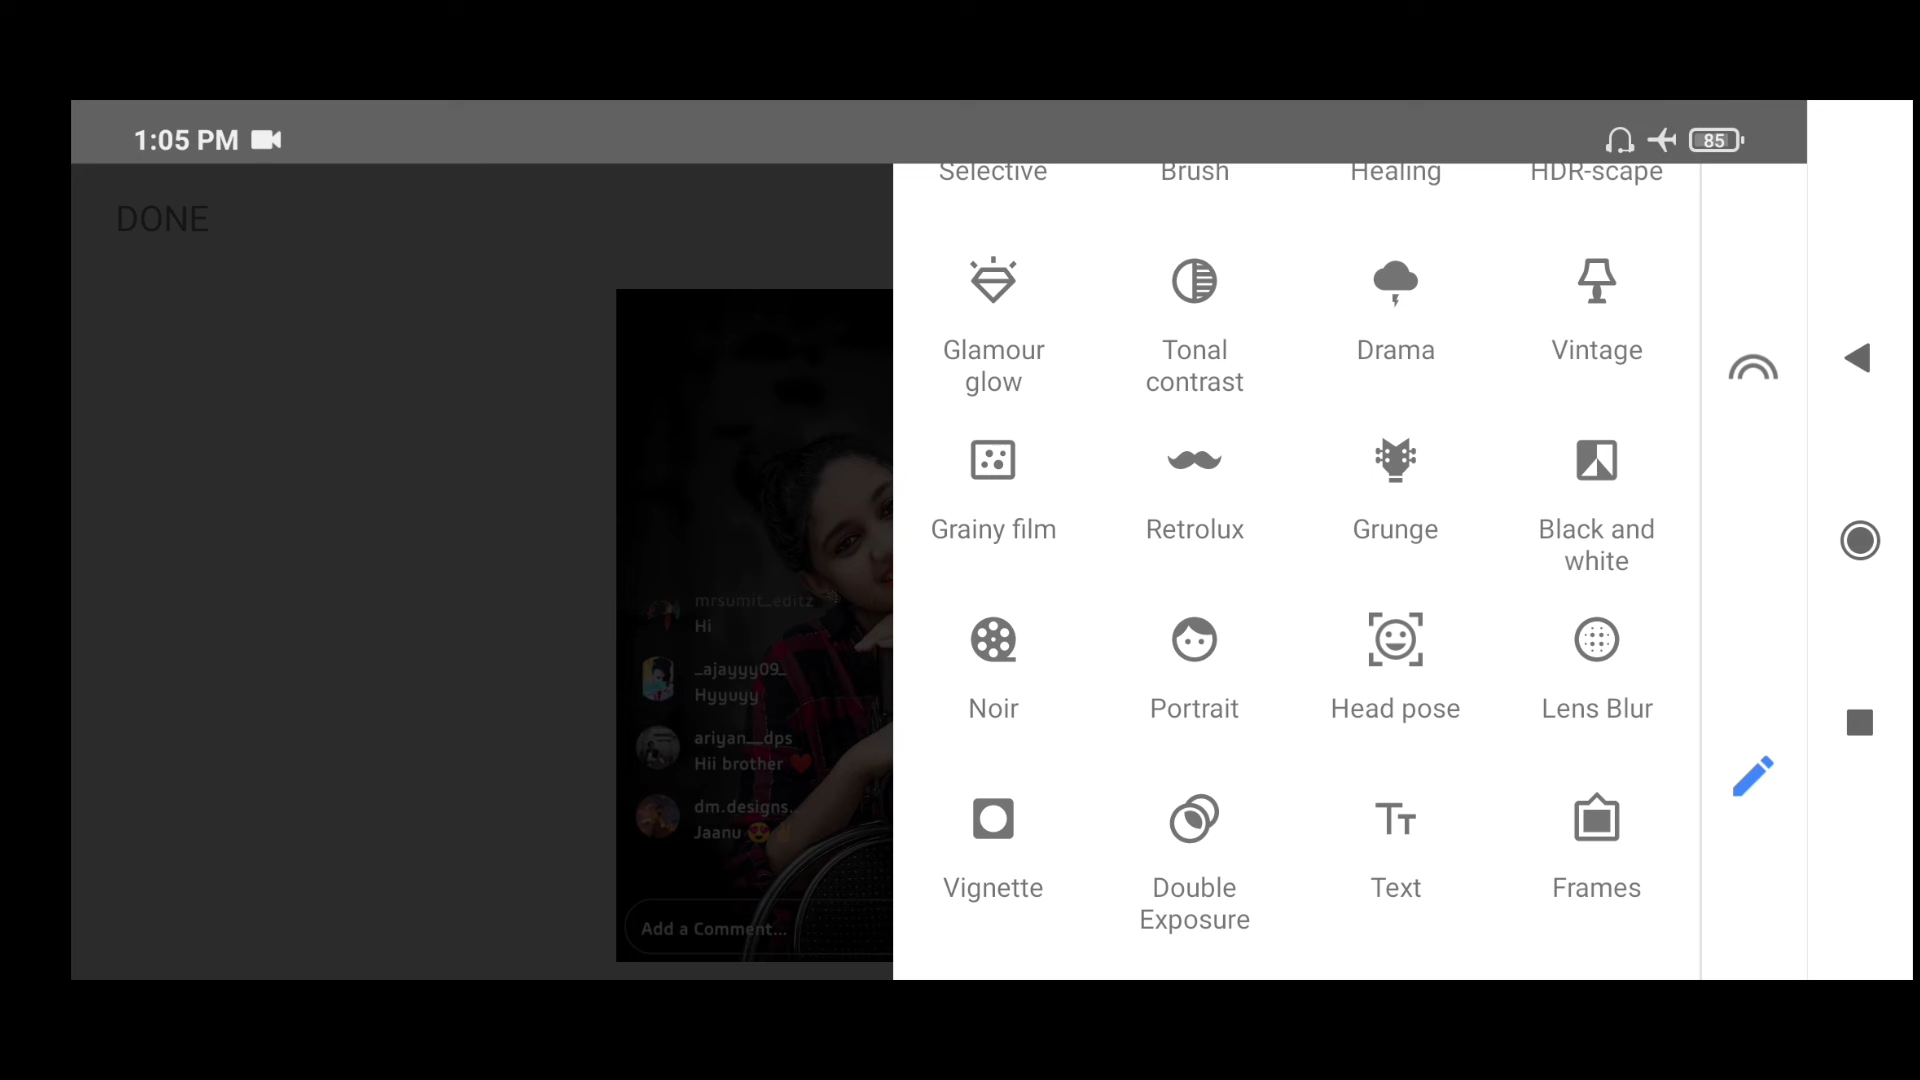 1:05 PM
85
DONE
Selective
Brush
Healing
HDR-scape
Glamour
glow
Tonal
contrast
Drama
Vintage
Grainy film
Retrolux
Grunge
Black and
white
Noir
Portrait
Head pose
Lens Blur
Vignette
Double
Exposure
Text
Frames
mrsumit_editz
Hi
_ajayyy09_
Hyyuyy
ariyan__dps
Hii brother ❤️
dm.designs..
Jaanu 😍
Add a Comment...